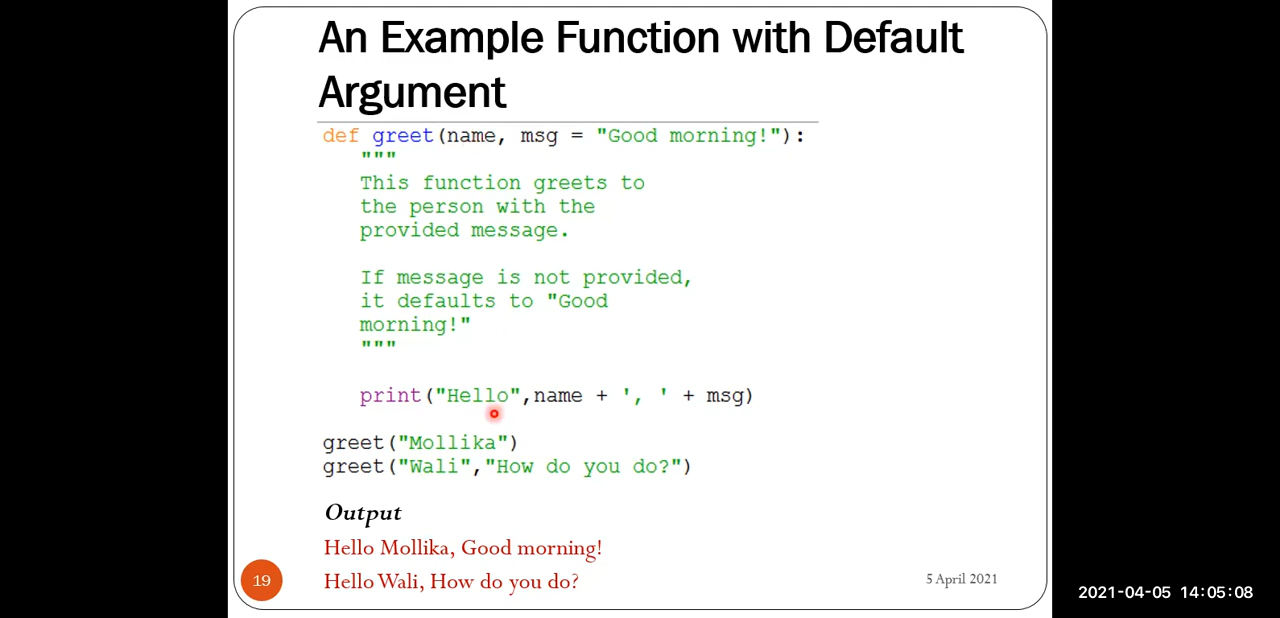 An Example Function with Default
Argument
def greet(name, msg = "Good morning!"):
"""
This function greets to
the person with the
provided message.
If message is not provided,
it defaults to "Good
morning!"
"""
print("Hello",name + ', ' + msg)
greet("Mollika")
greet("Wali","How do you do?")
Output
Hello Mollika, Good morning!
Hello Wali, How do you do?
19
5 April 2021
2021-04-05 14:05:08